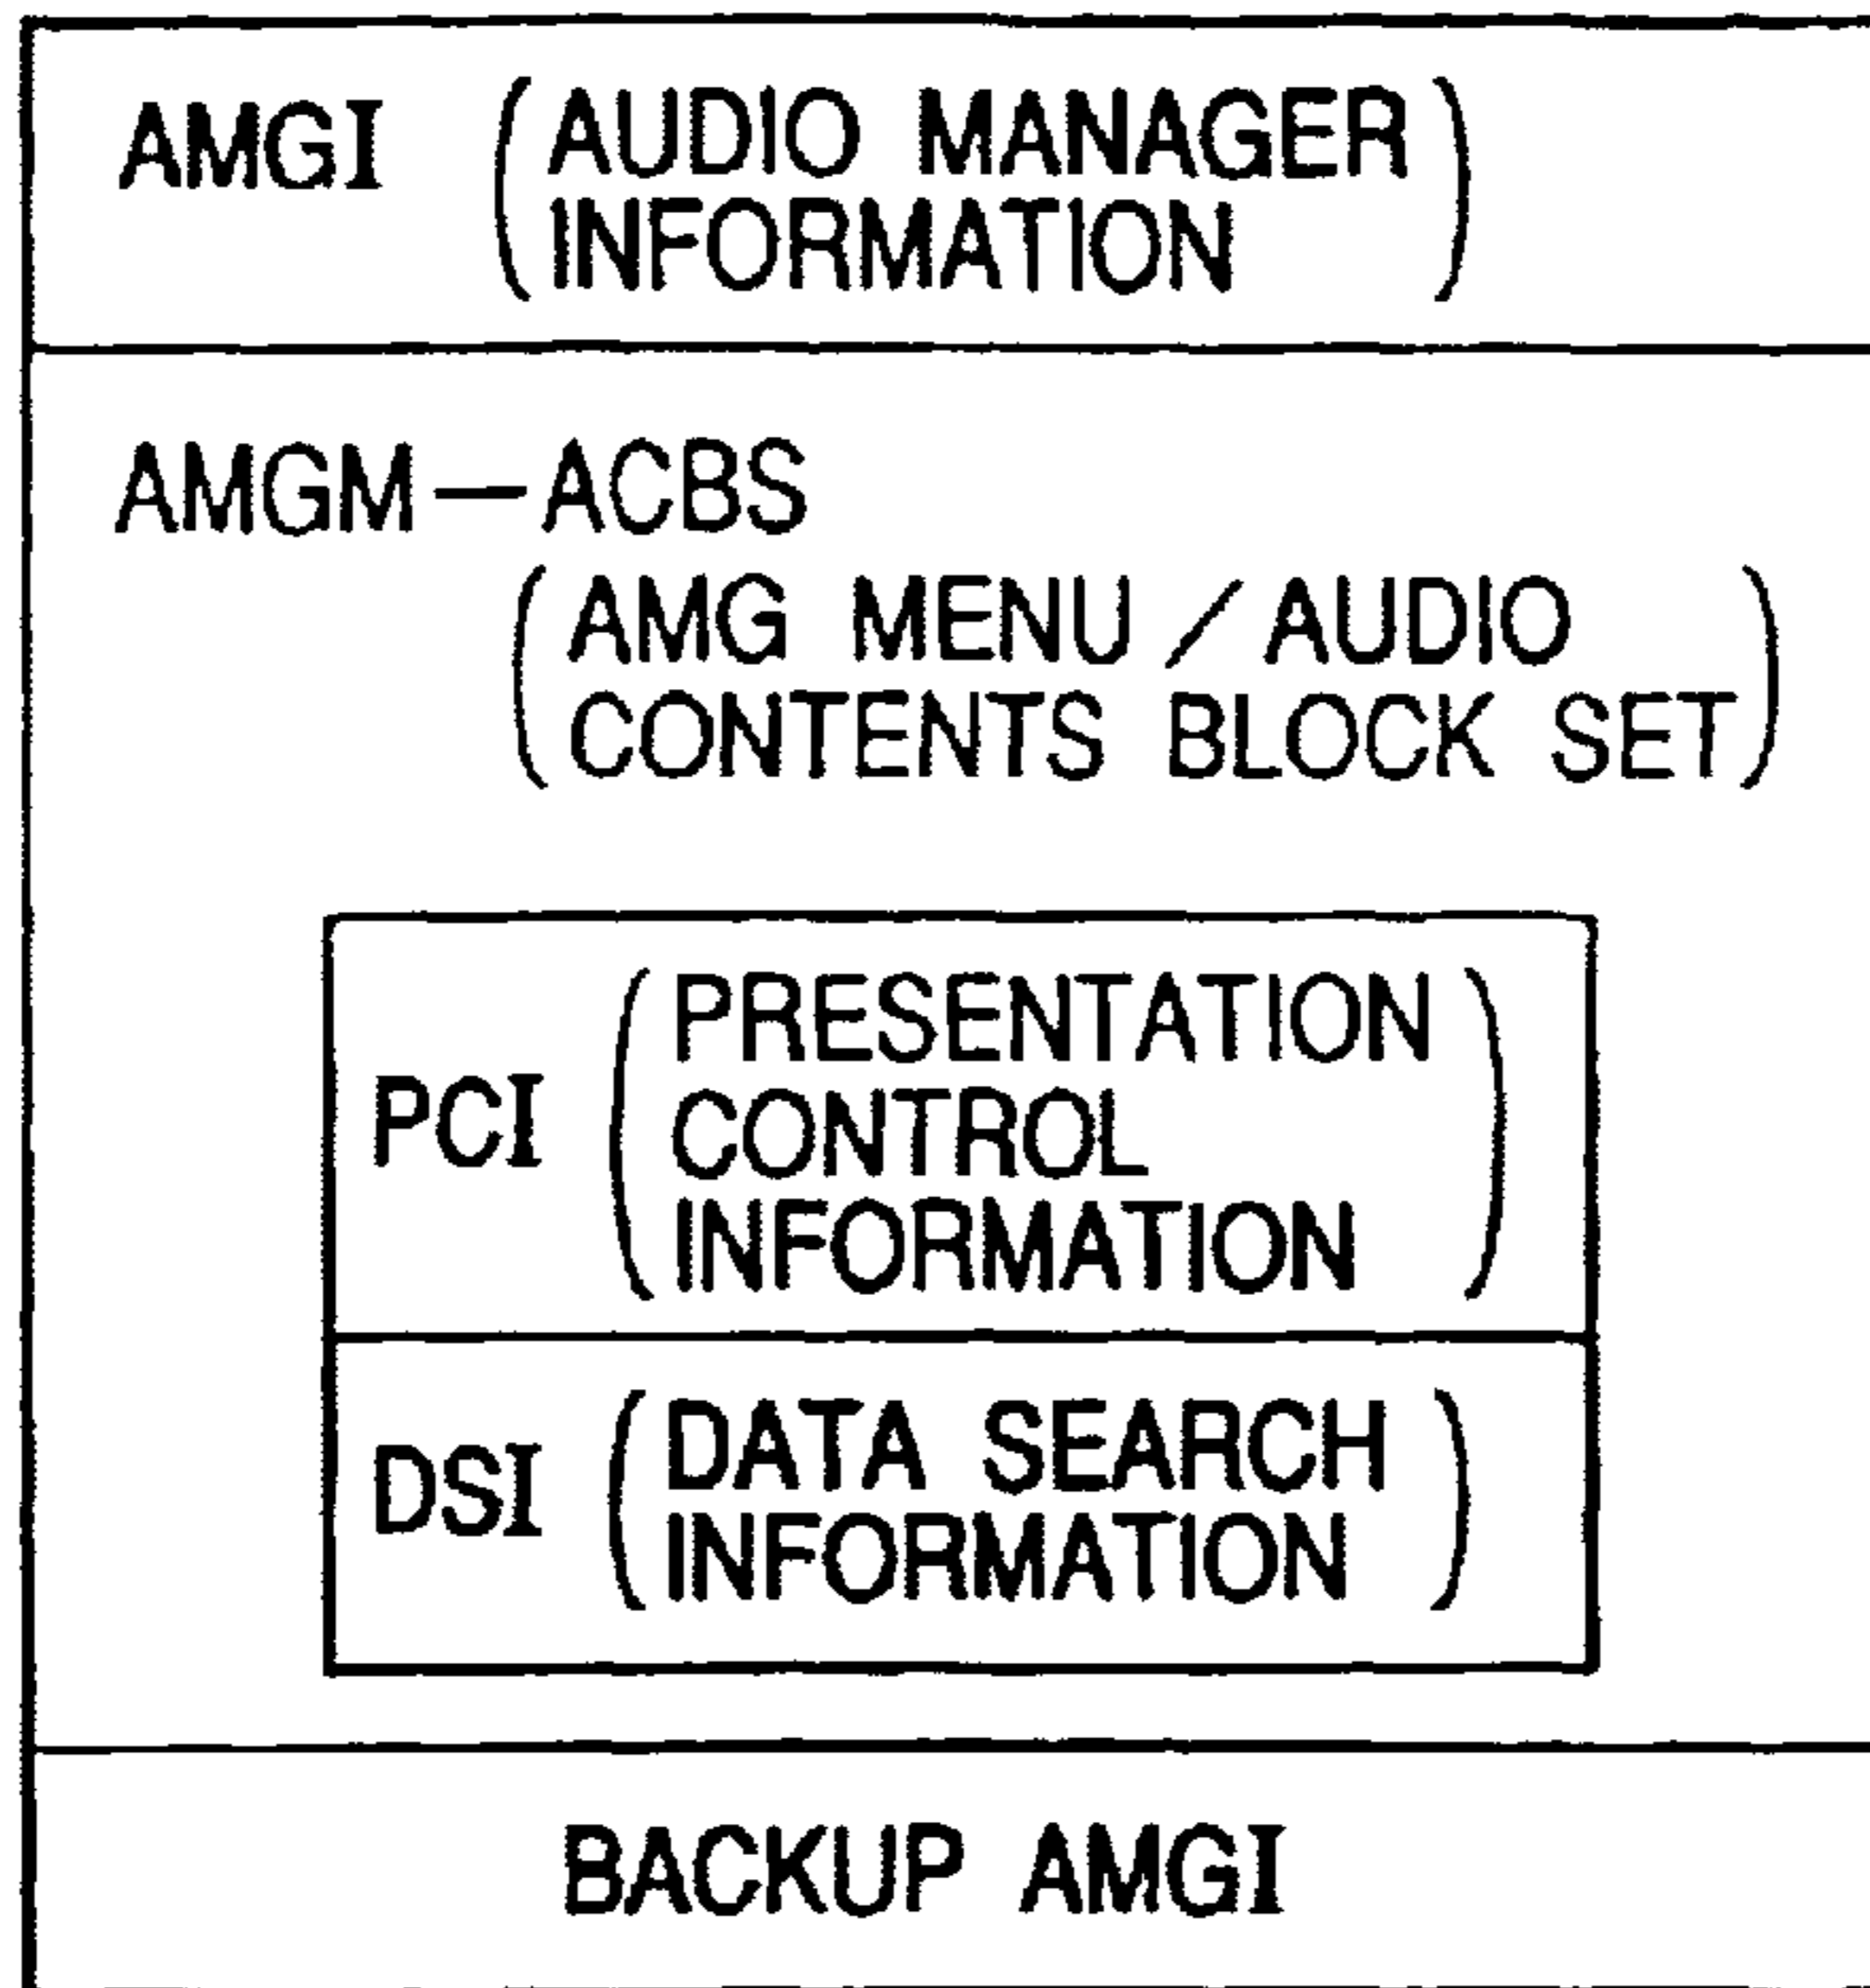 AMGI (AUDIO MANAGER
INFORMATION)
AMGM—ACBS
(AMG MENU/AUDIO
CONTENTS BLOCK SET)
PCI (PRESENTATION
CONTROL
INFORMATION)
DSI (DATA SEARCH
INFORMATION)
BACKUP AMGI